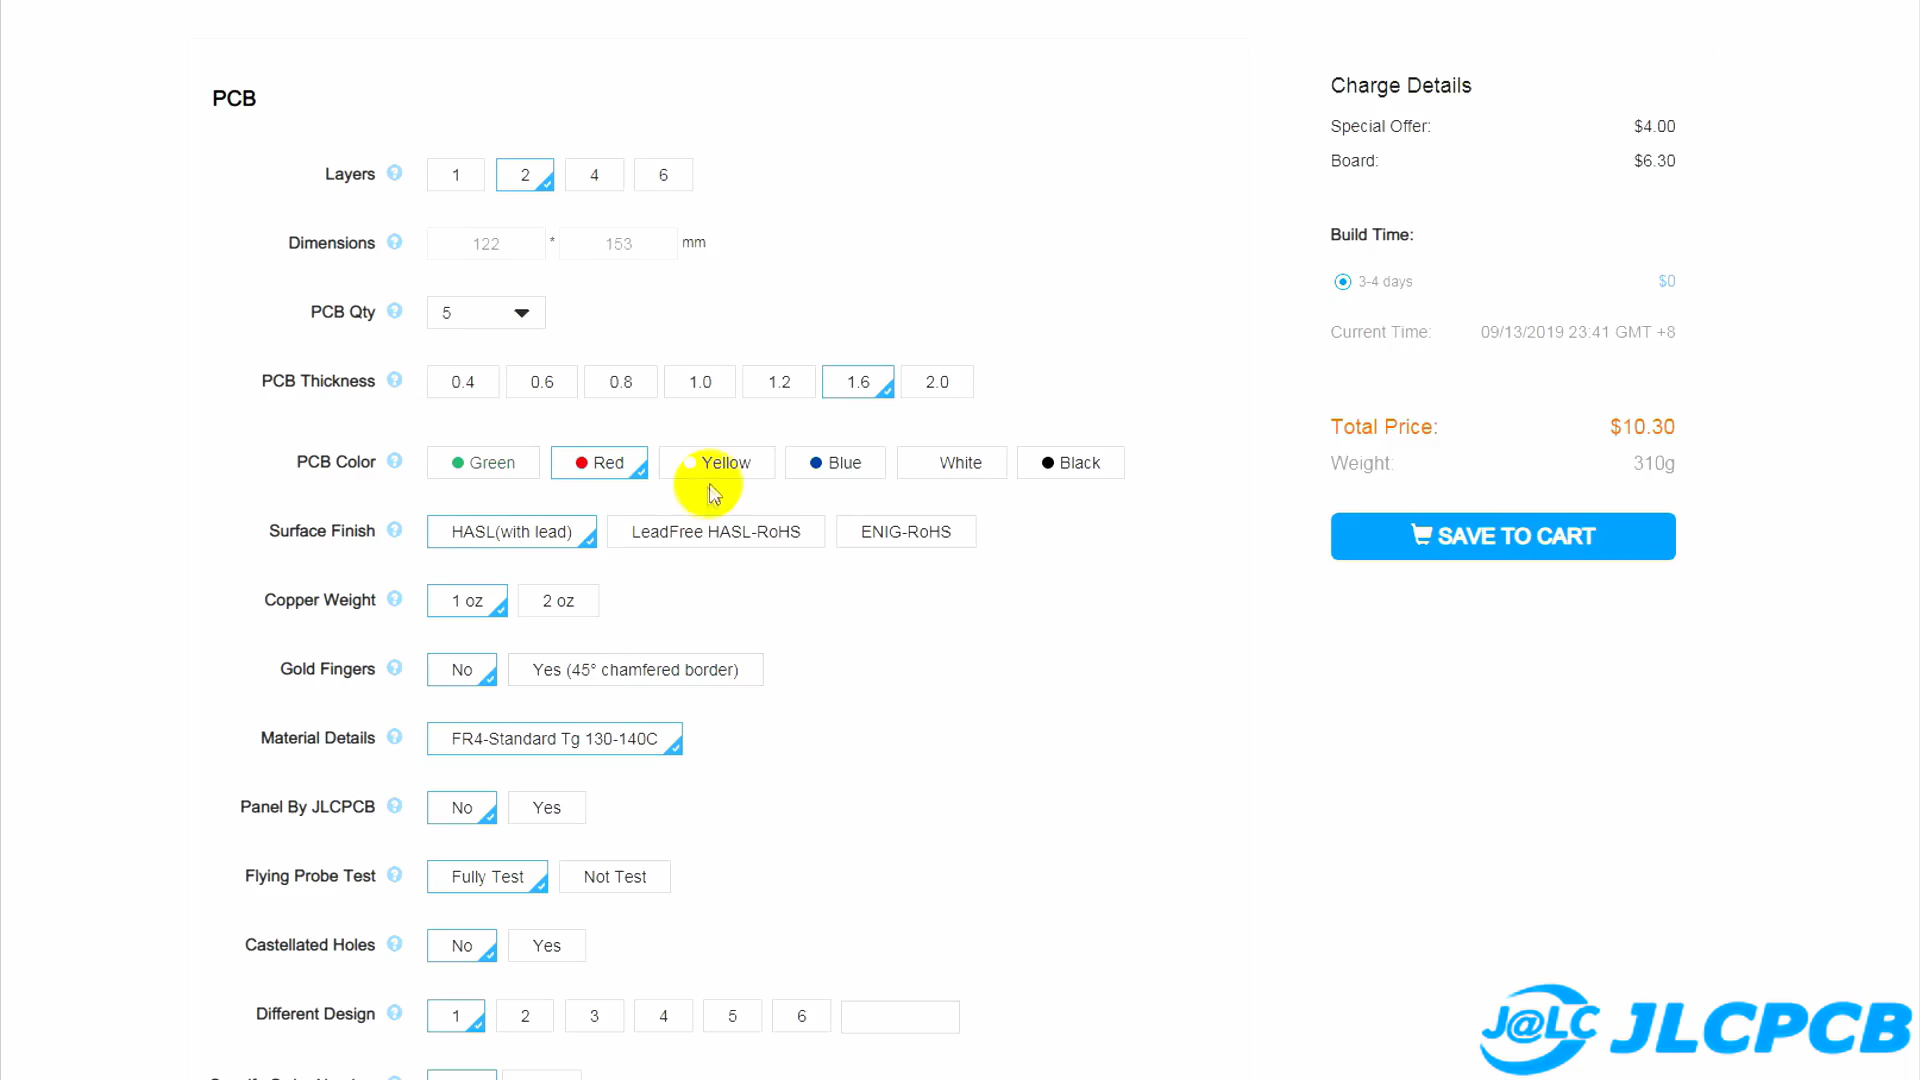 PCB
Layers ? 1 2 4 6
Dimensions ? 122 * 153 mm
PCB Qty ? 5
PCB Thickness ? 0.4 0.6 0.8 1.0 1.2 1.6 2.0
PCB Color ? Green Red Yellow Blue White Black
Surface Finish ? HASL(with lead) LeadFree HASL-RoHS ENIG-RoHS
Copper Weight ? 1 oz 2 oz
Gold Fingers ? No Yes (45° chamfered border)
Material Details ? FR4-Standard Tg 130-140C
Panel By JLCPCB ? No Yes
Flying Probe Test ? Fully Test Not Test
Castellated Holes ? No Yes
Different Design ? 1 2 3 4 5 6
Charge Details
Special Offer: $4.00
Board: $6.30
Build Time:
3-4 days $0
Current Time: 09/13/2019 23:41 GMT +8
Total Price: $10.30
Weight: 310g
SAVE TO CART
J@LC JLCPCB